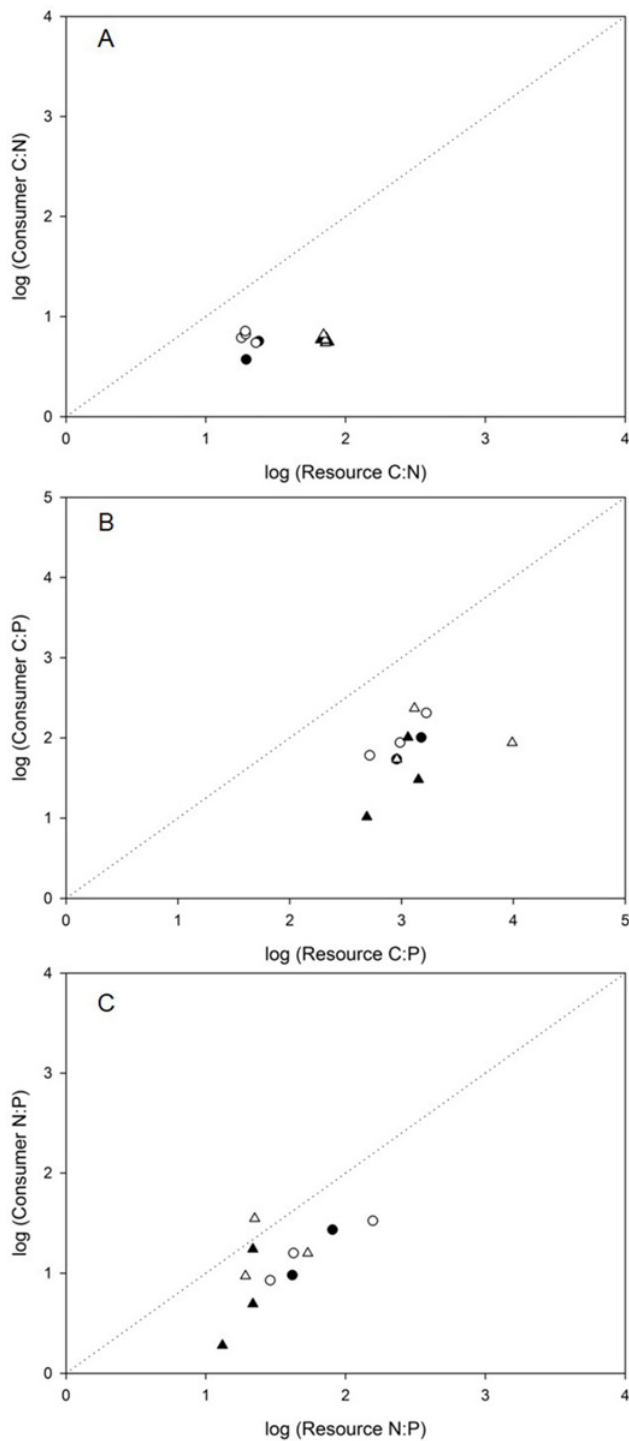 A
log (Consumer C:N)
4
3
2
1
0
0 1 2 3 4
log (Resource C:N)
B
log (Consumer C:P)
5
4
3
2
1
0
0 1 2 3 4 5
log (Resource C:P)
C
log (Consumer N:P)
4
3
2
1
0
0 1 2 3 4
log (Resource N:P)